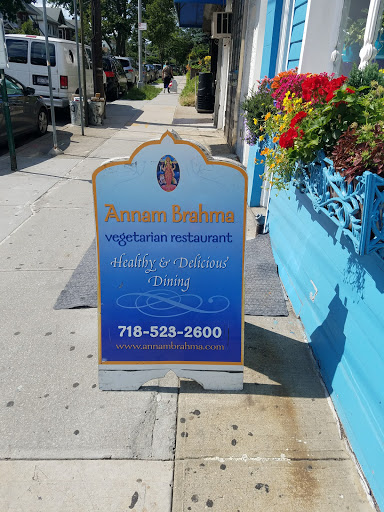 Annam Brahma
vegetarian restaurant
Healthy & Delicious
Dining
718-523-2600
www.annambrahma.com